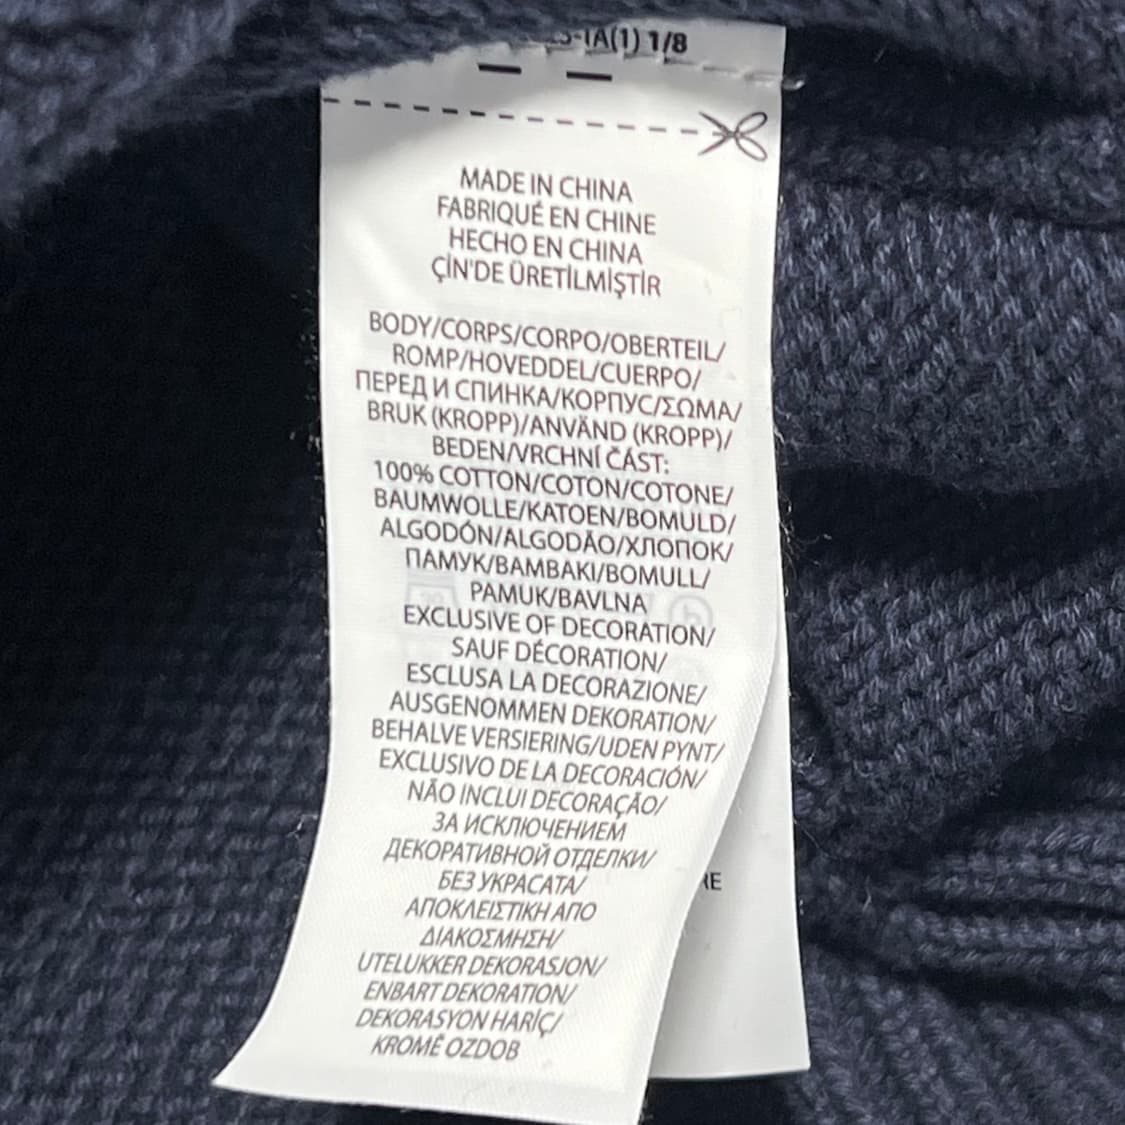 1/8
MADE IN CHINA
FABRIQUÉ EN CHINE
HECHO EN CHINA
ÇİN'DE ÜRETİLMİŞTİR
BODY/CORPS/CORPO/OBERTEIL/
ROMP/HOVEDDEL/CUERPO/
ПЕРЕД И СПИНКА/КОРПУС/ΣΩΜΑ/
BRUK (KROPP)/ANVÄND (KROPP)/
BEDEN/VRCHNÍ ČÁST:
100% COTTON/COTON/COTONE/
BAUMWOLLE/KATOEN/BOMULD/
ALGODÓN/ALGODÃO/ХЛОПОК/
ПАМУК/ΒΑΜΒΑΚΙ/BOMULL/
PAMUK/BAVLNA
EXCLUSIVE OF DECORATION/
SAUF DÉCORATION/
ESCLUSA LA DECORAZIONE/
AUSGENOMMEN DEKORATION/
BEHALVE VERSIERING/UDEN PYNT/
EXCLUSIVO DE LA DECORACIÓN/
NÃO INCLUI DECORAÇÃO/
ЗА ИСКЛЮЧЕНИЕМ
ДЕКОРАТИВНОЙ ОТДЕЛКИ/
БЕЗ УКРАСАТА/
ΑΠΟΚΛΕΙΣΤΙΚΗ ΑΠΟ
ΔΙΑΚΟΣΜΗΣΗ/
UTELUKKER DEKORASJON/
ENBART DEKORATION/
DEKORASYON HARİÇ/
KROMĚ OZDOB